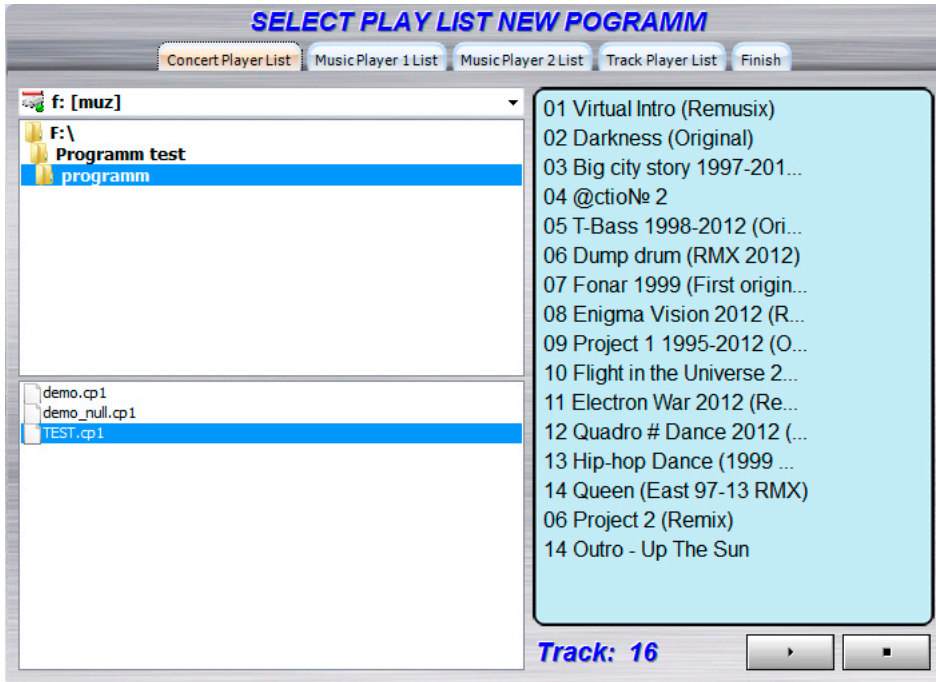 SELECT PLAY LIST NEW POGRAMM
Concert Player List
Music Player 1 List
Music Player 2 List
Track Player List
Finish
f: [muz]
F:\
Programm test
programm
demo.cp1
demo_null.cp1
TEST.cp1
01 Virtual Intro (Remusix)
02 Darkness (Original)
03 Big city story 1997-201...
04 @ctio№ 2
05 T-Bass 1998-2012 (Ori...
06 Dump drum (RMX 2012)
07 Fonar 1999 (First origin...
08 Enigma Vision 2012 (R...
09 Project 1 1995-2012 (O...
10 Flight in the Universe 2...
11 Electron War 2012 (Re...
12 Quadro # Dance 2012 (...
13 Hip-hop Dance (1999 ...
14 Queen (East 97-13 RMX)
06 Project 2 (Remix)
14 Outro - Up The Sun
Track: 16